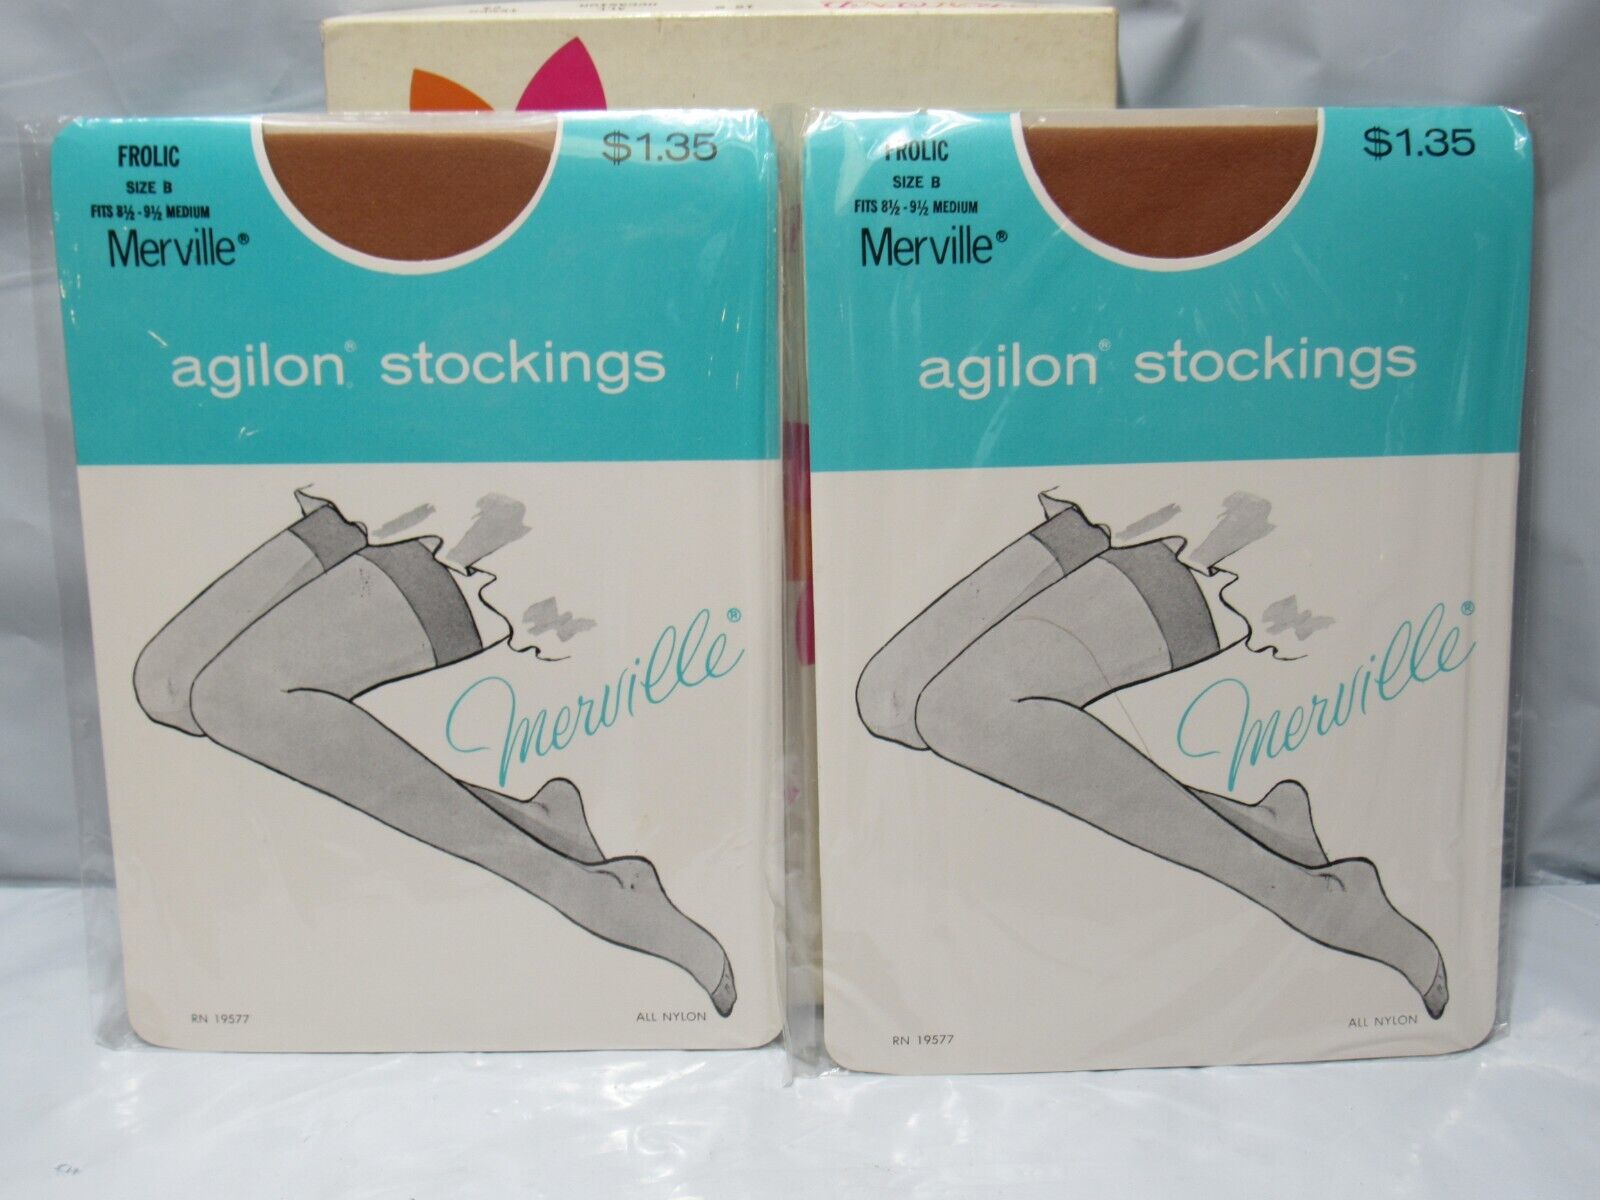 FROLIC
SIZE B
FITS 8½ - 9½ MEDIUM
Merville®
$1.35
agilon® stockings
merville®
RN 19577
ALL NYLON
FROLIC
SIZE B
FITS 8½ - 9½ MEDIUM
Merville®
$1.35
agilon® stockings
merville®
RN 19577
ALL NYLON